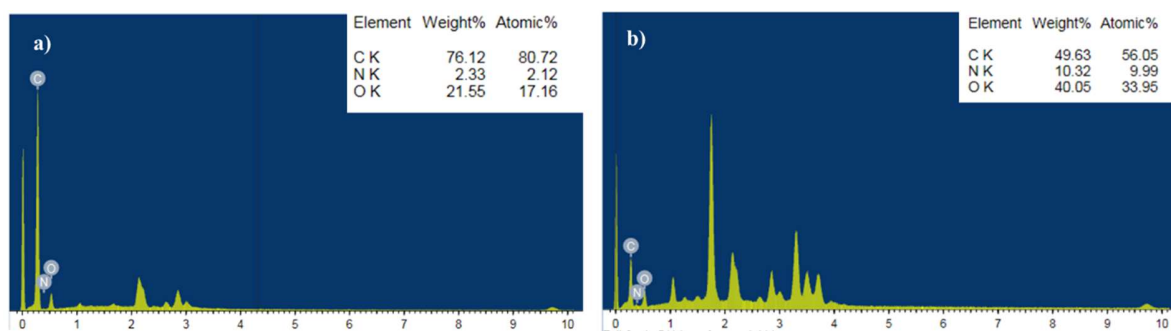 a)
Element Weight% Atomic%
C K 76.12 80.72
N K 2.33 2.12
O K 21.55 17.16
C
N
O
0 1 2 3 4 5 6 7 8 9 10
b)
Element Weight% Atomic%
C K 49.63 56.05
N K 10.32 9.99
O K 40.05 33.95
C
N
O
0 1 2 3 4 5 6 7 8 9 10